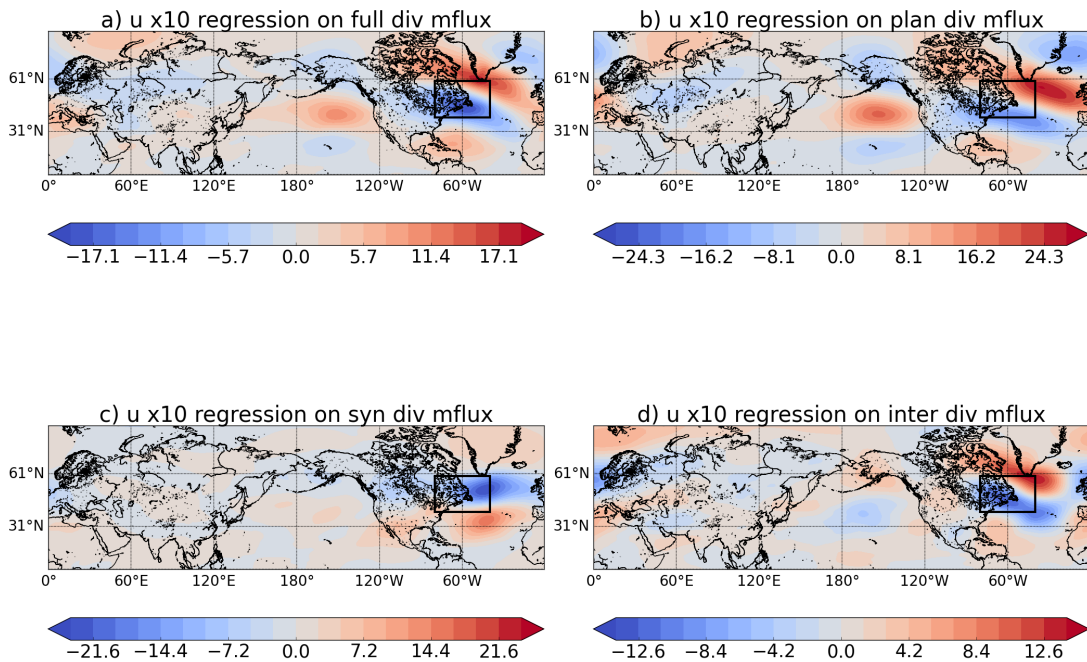 a) u x10 regression on full div mflux
61°N
31°N
0° 60°E 120°E 180° 120°W 60°W
−17.1 −11.4 −5.7 0.0 5.7 11.4 17.1
b) u x10 regression on plan div mflux
61°N
31°N
0° 60°E 120°E 180° 120°W 60°W
−24.3 −16.2 −8.1 0.0 8.1 16.2 24.3
c) u x10 regression on syn div mflux
61°N
31°N
0° 60°E 120°E 180° 120°W 60°W
−21.6 −14.4 −7.2 0.0 7.2 14.4 21.6
d) u x10 regression on inter div mflux
61°N
31°N
0° 60°E 120°E 180° 120°W 60°W
−12.6 −8.4 −4.2 0.0 4.2 8.4 12.6